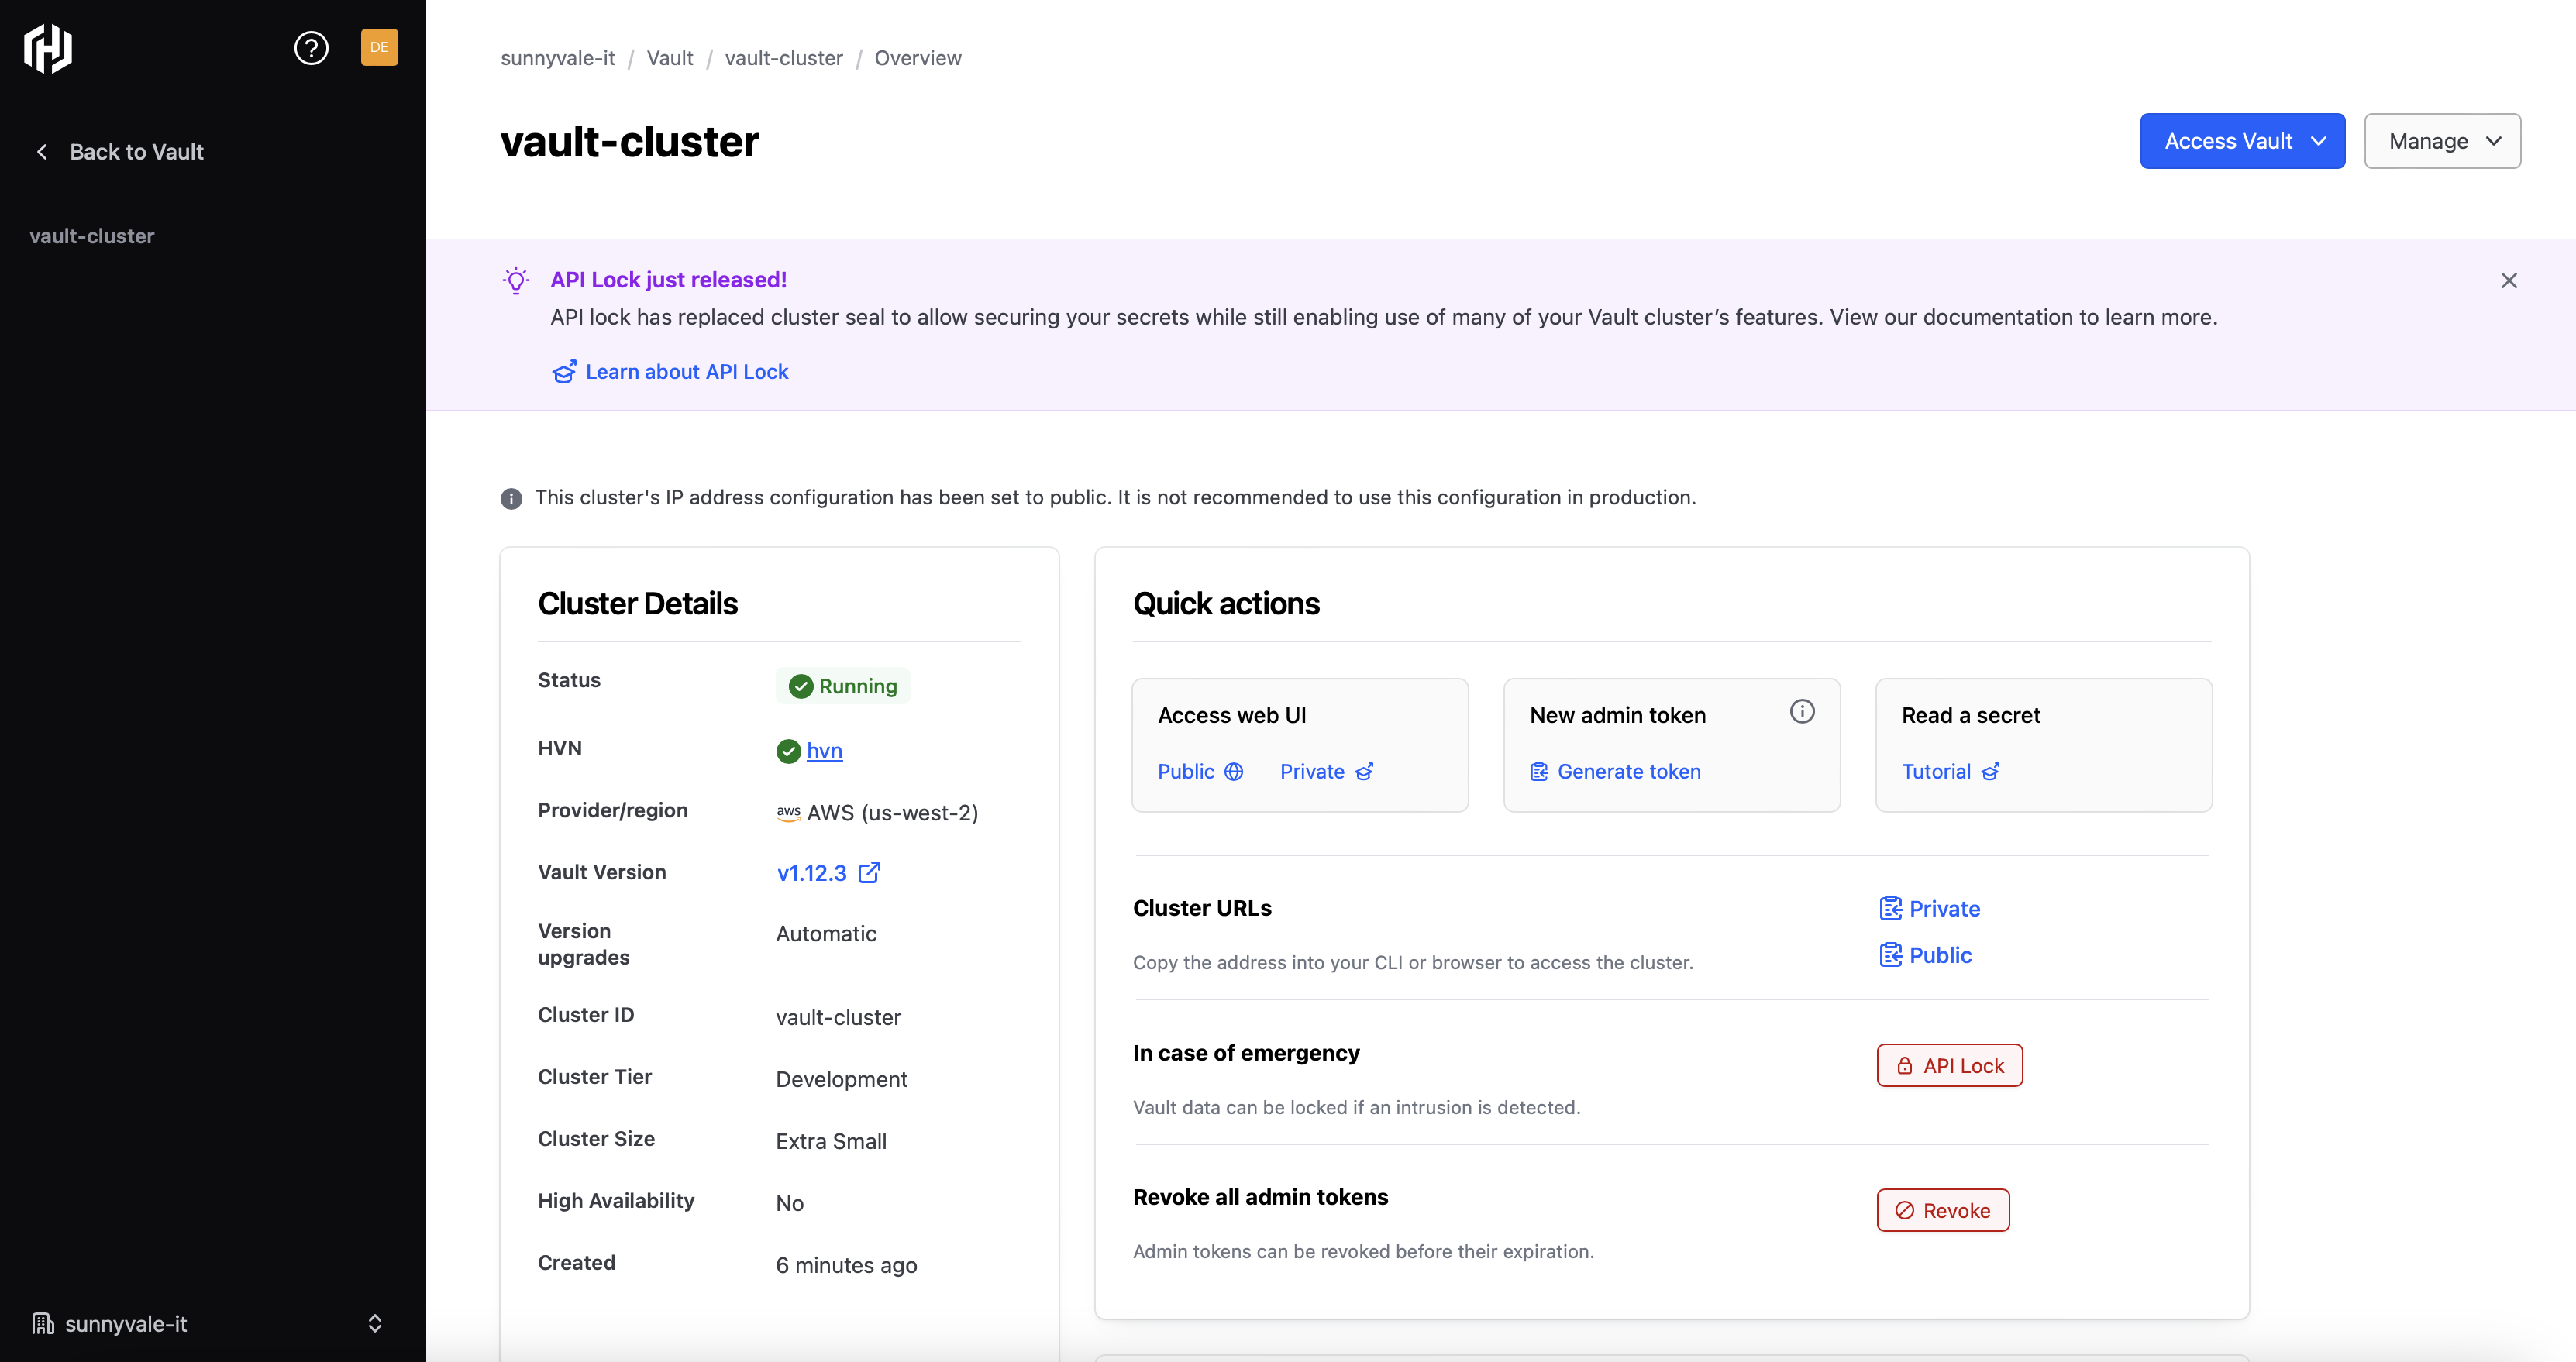 DE
Back to Vault
vault-cluster
sunnyvale-it
sunnyvale-it / Vault / vault-cluster / Overview
vault-cluster
Access Vault
Manage
API Lock just released!
API lock has replaced cluster seal to allow securing your secrets while still enabling use of many of your Vault cluster’s features. View our documentation to learn more.
Learn about API Lock
This cluster's IP address configuration has been set to public. It is not recommended to use this configuration in production.
Cluster Details
Status Running
HVN hvn
Provider/region aws AWS (us-west-2)
Vault Version v1.12.3
Version
upgrades Automatic
Cluster ID vault-cluster
Cluster Tier Development
Cluster Size Extra Small
High Availability No
Created 6 minutes ago
Quick actions
Access web UI
Public Private
New admin token
Generate token
Read a secret
Tutorial
Cluster URLs
Copy the address into your CLI or browser to access the cluster.
Private
Public
In case of emergency
Vault data can be locked if an intrusion is detected.
API Lock
Revoke all admin tokens
Admin tokens can be revoked before their expiration.
Revoke